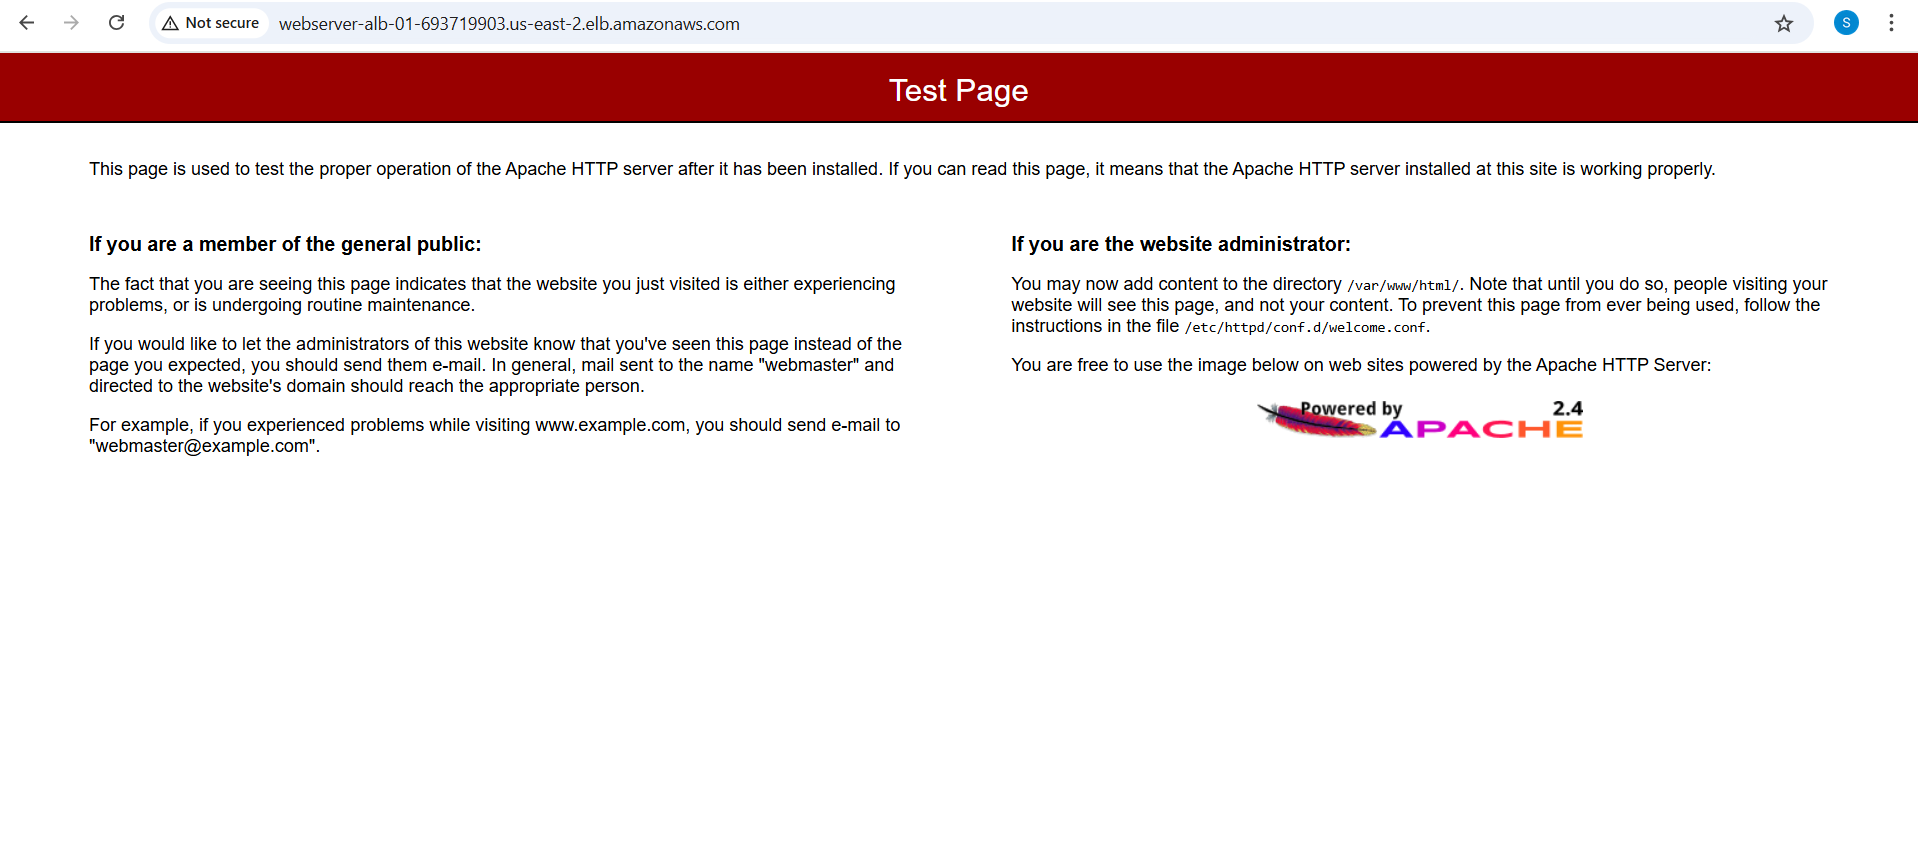 Not secure webserver-alb-01-693719903.us-east-2.elb.amazonaws.com S
Test Page
This page is used to test the proper operation of the Apache HTTP server after it has been installed. If you can read this page, it means that the Apache HTTP server installed at this site is working properly.
If you are a member of the general public:
The fact that you are seeing this page indicates that the website you just visited is either experiencing
problems, or is undergoing routine maintenance.
If you would like to let the administrators of this website know that you've seen this page instead of the
page you expected, you should send them e-mail. In general, mail sent to the name "webmaster" and
directed to the website's domain should reach the appropriate person.
For example, if you experienced problems while visiting www.example.com, you should send e-mail to
"webmaster@example.com".
If you are the website administrator:
You may now add content to the directory /var/www/html/. Note that until you do so, people visiting your
website will see this page, and not your content. To prevent this page from ever being used, follow the
instructions in the file /etc/httpd/conf.d/welcome.conf.
You are free to use the image below on web sites powered by the Apache HTTP Server:
Powered by 2.4
APACHE